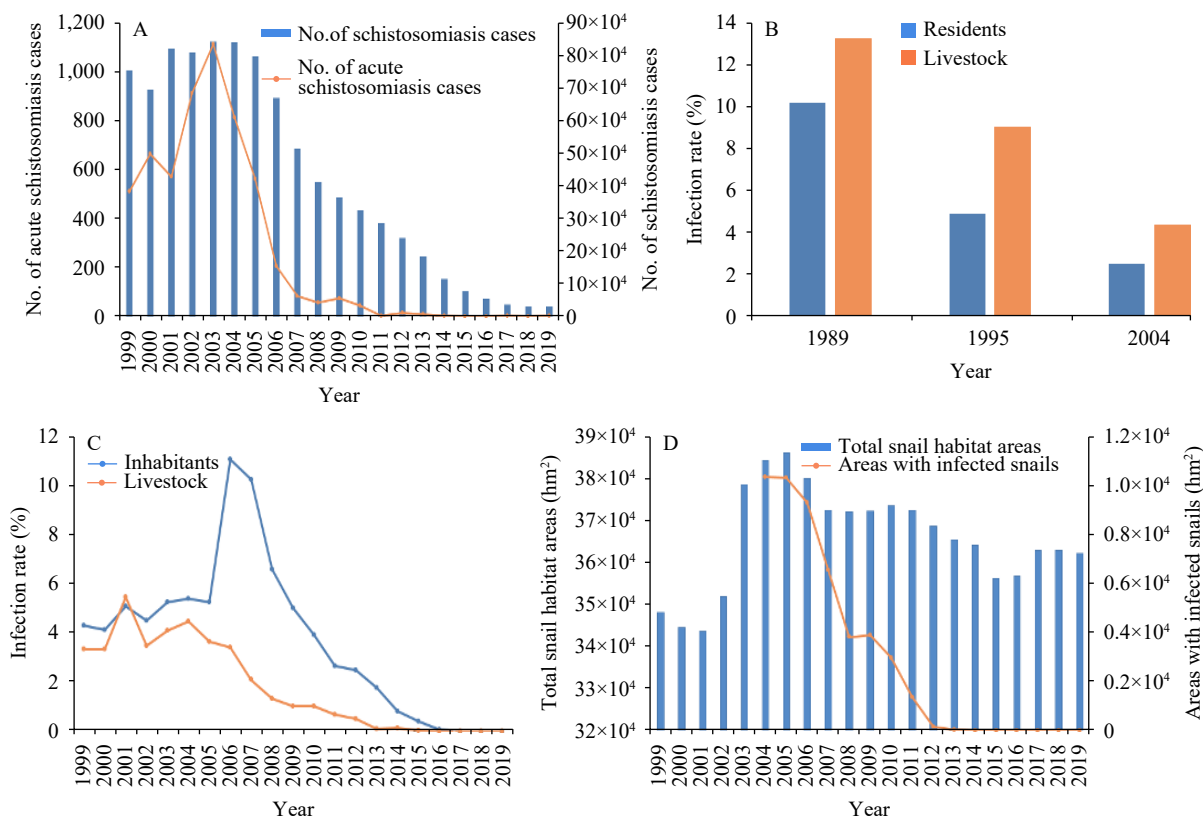 A
No.of schistosomiasis cases
No. of acute
schistosomiasis cases
1,200
1,000
800
600
400
200
0
No. of acute schistosomiasis cases
90×10⁴
80×10⁴
70×10⁴
60×10⁴
50×10⁴
40×10⁴
30×10⁴
20×10⁴
10×10⁴
0
No. of schistosomiasis cases
1999 2000 2001 2002 2003 2004 2005 2006 2007 2008 2009 2010 2011 2012 2013 2014 2015 2016 2017 2018 2019
Year
B
Residents
Livestock
14
12
10
8
6
4
2
0
Infection rate (%)
1989 1995 2004
Year
C
Inhabitants
Livestock
12
10
8
6
4
2
0
Infection rate (%)
1999 2000 2001 2002 2003 2004 2005 2006 2007 2008 2009 2010 2011 2012 2013 2014 2015 2016 2017 2018 2019
Year
D
Total snail habitat areas
Areas with infected snails
39×10⁴
38×10⁴
37×10⁴
36×10⁴
35×10⁴
34×10⁴
33×10⁴
32×10⁴
Total snail habitat areas (hm²)
1.2×10⁴
1.0×10⁴
0.8×10⁴
0.6×10⁴
0.4×10⁴
0.2×10⁴
0
Areas with infected snails (hm²)
1999 2000 2001 2002 2003 2004 2005 2006 2007 2008 2009 2010 2011 2012 2013 2014 2015 2016 2017 2018 2019
Year